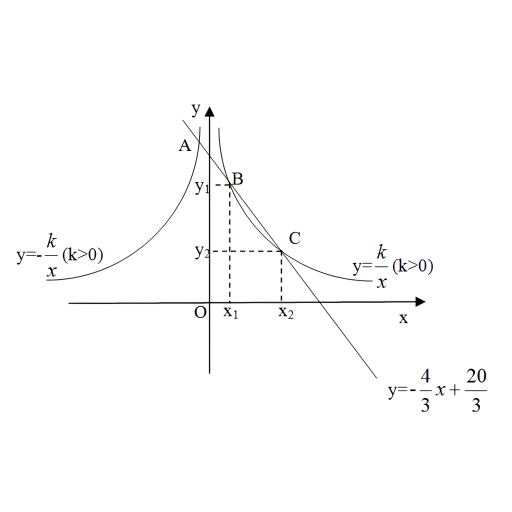 y
A
B
y₁
C
y₂
y=-k/x (k>0)
y=k/x (k>0)
O
x₁
x₂
x
y=-4/3x+20/3